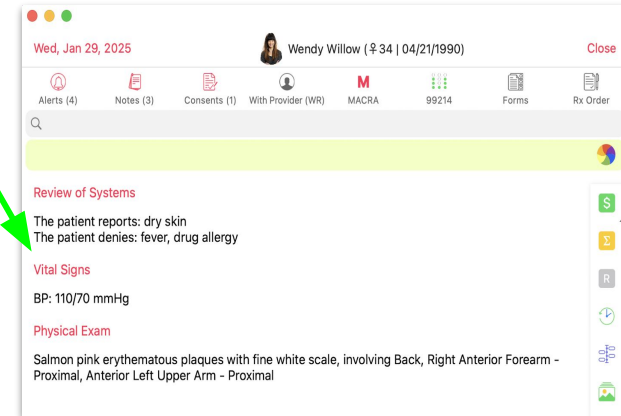 Wed, Jan 29, 2025
Wendy Willow (♀34 | 04/21/1990)
Close
Alerts (4)
Notes (3)
Consents (1)
With Provider (WR)
M
MACRA
99214
Forms
Rx Order
Review of Systems
The patient reports: dry skin
The patient denies: fever, drug allergy
Vital Signs
BP: 110/70 mmHg
Physical Exam
Salmon pink erythematous plaques with fine white scale, involving Back, Right Anterior Forearm -
Proximal, Anterior Left Upper Arm - Proximal
$
Σ
R